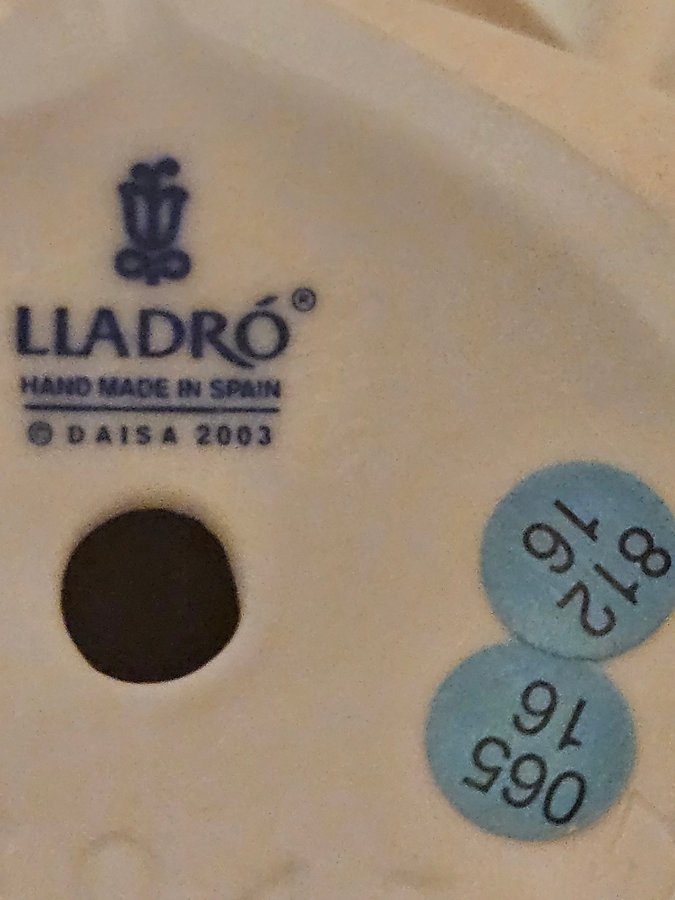 LLADRÓ®
HAND MADE IN SPAIN
© DAISA 2003
812
16
065
16